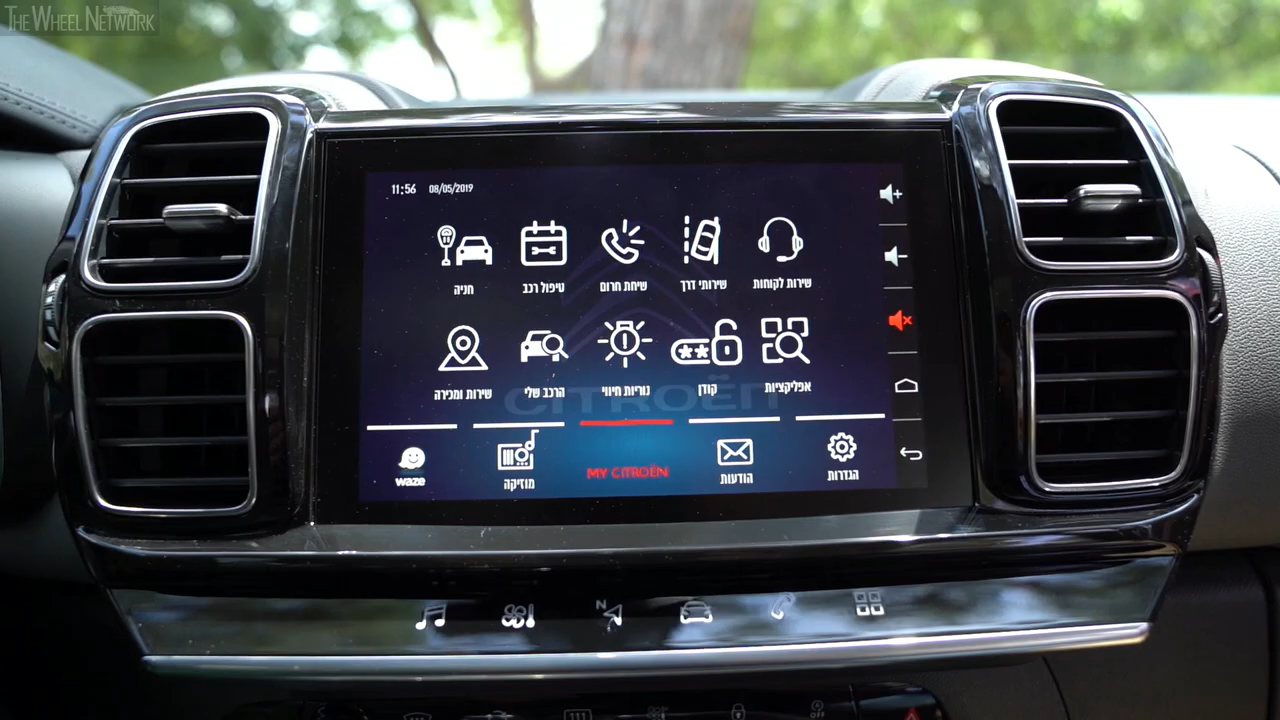 THE WHEEL NETWORK
11:56 08/05/2019
חניה
טיפול רכב
שיחת חרום
שירותי דרך
שירות לקוחות
שירות ומכירה
הרכב שלי
נוריות חיווי
קודן
אפליקציות
CITROËN
waze
מוזיקה
MY CITROËN
הודעות
הגדרות
N